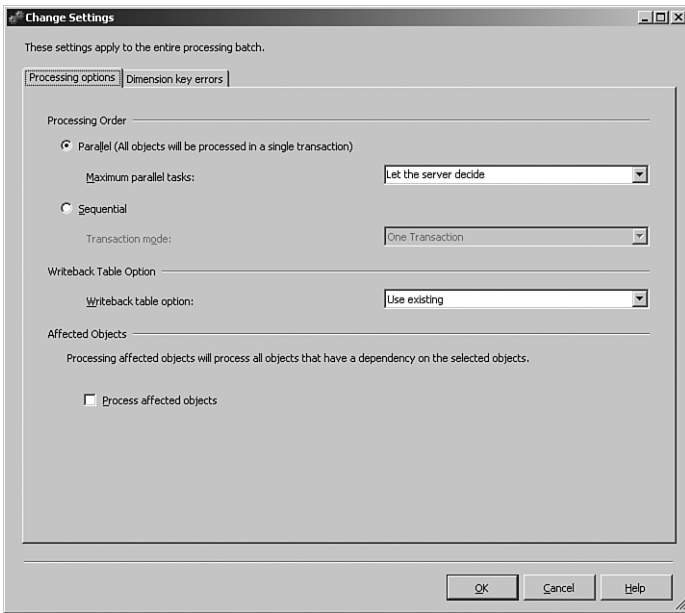 Change Settings
These settings apply to the entire processing batch.
Processing options Dimension key errors
Processing Order
Parallel (All objects will be processed in a single transaction)
Maximum parallel tasks: Let the server decide
Sequential
Transaction mode: One Transaction
Writeback Table Option
Writeback table option: Use existing
Affected Objects
Processing affected objects will process all objects that have a dependency on the selected objects.
Process affected objects
OK Cancel Help